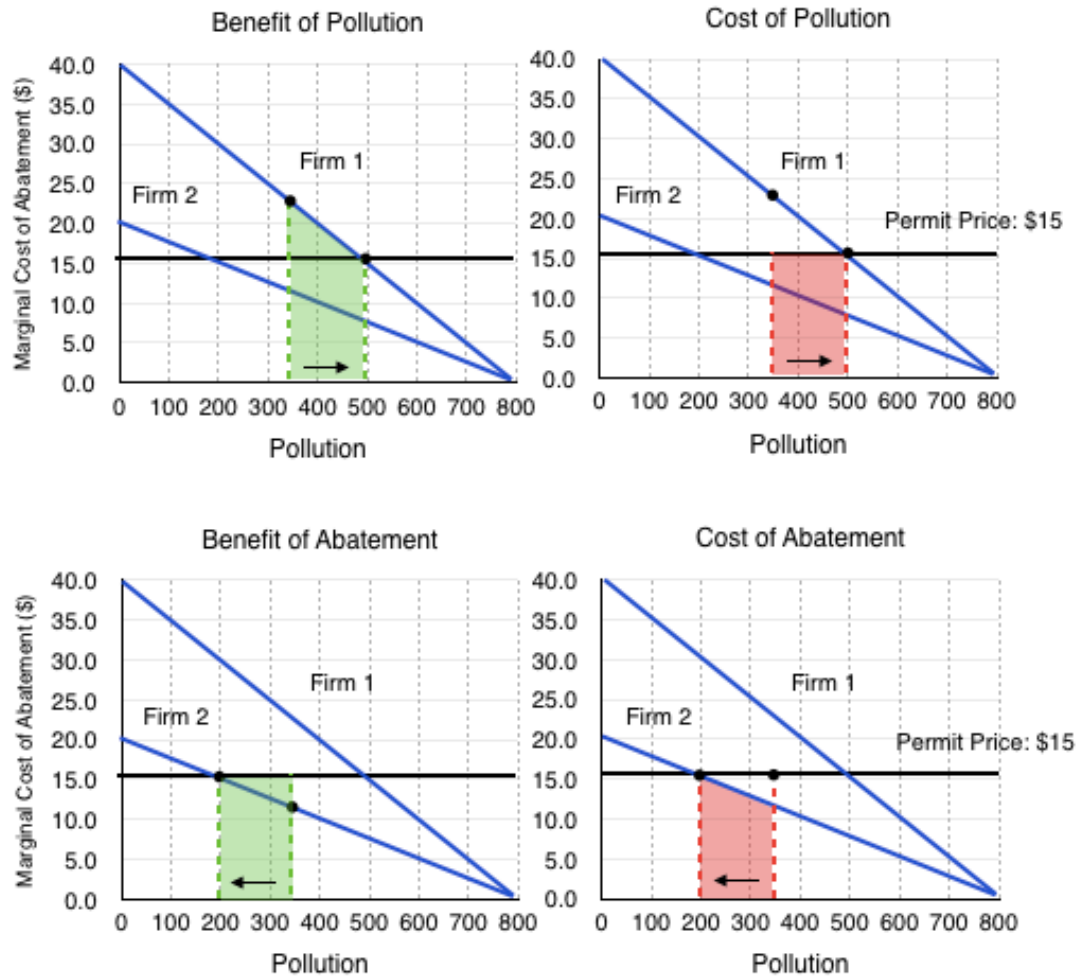 Benefit of Pollution
Marginal Cost of Abatement ($)
40.0
35.0
30.0
25.0
20.0
15.0
10.0
5.0
0.0
Firm 1
Firm 2
0 100 200 300 400 500 600 700 800
Pollution
Cost of Pollution
40.0
35.0
30.0
25.0
20.0
15.0
10.0
5.0
0.0
Firm 1
Firm 2
Permit Price: $15
0 100 200 300 400 500 600 700 800
Pollution
Benefit of Abatement
Marginal Cost of Abatement ($)
40.0
35.0
30.0
25.0
20.0
15.0
10.0
5.0
0.0
Firm 1
Firm 2
0 100 200 300 400 500 600 700 800
Pollution
Cost of Abatement
40.0
35.0
30.0
25.0
20.0
15.0
10.0
5.0
0.0
Firm 1
Firm 2
Permit Price: $15
0 100 200 300 400 500 600 700 800
Pollution